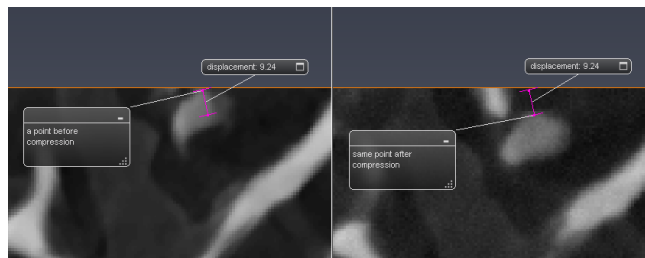 displacement: 9.24
a point before
compression
displacement: 9.24
same point after
compression